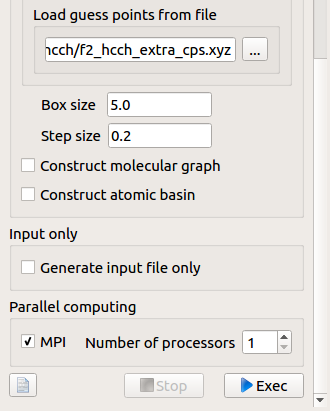 Load guess points from file
hcch/f2_hcch_extra_cps.xyz ...
Box size 5.0
Step size 0.2
Construct molecular graph
Construct atomic basin
Input only
Generate input file only
Parallel computing
MPI Number of processors 1
Stop Exec